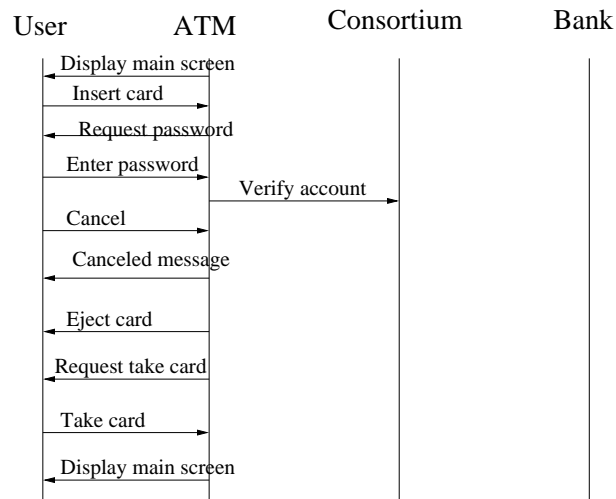 User ATM Consortium Bank
Display main screen
Insert card
Request password
Enter password
Verify account
Cancel
Canceled message
Eject card
Request take card
Take card
Display main screen